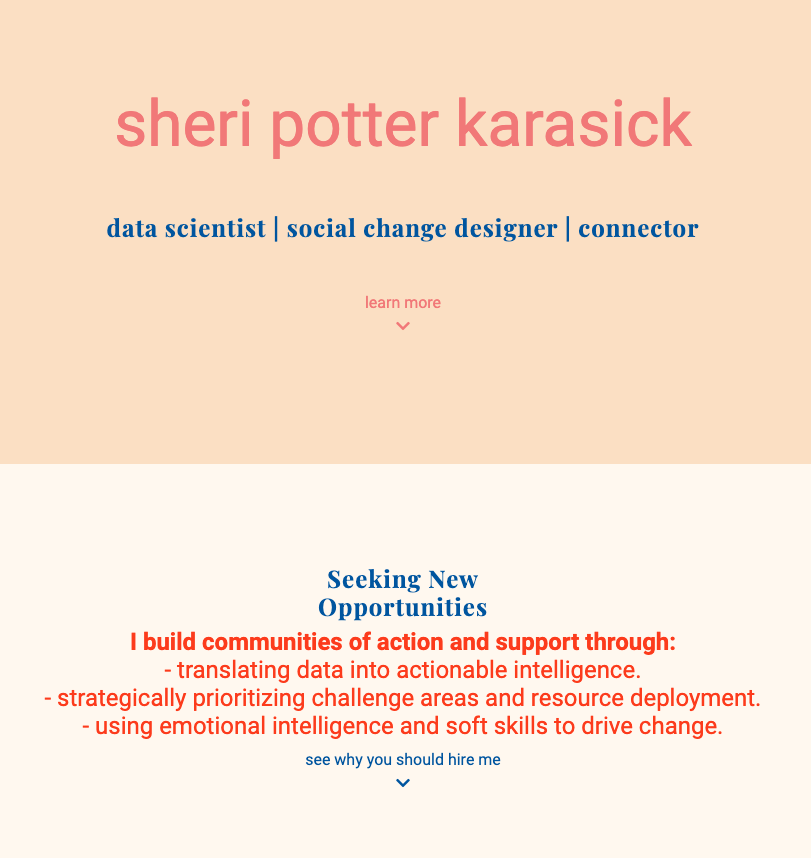 sheri potter karasick
data scientist | social change designer | connector
learn more
Seeking New
Opportunities
I build communities of action and support through:
- translating data into actionable intelligence.
- strategically prioritizing challenge areas and resource deployment.
- using emotional intelligence and soft skills to drive change.
see why you should hire me